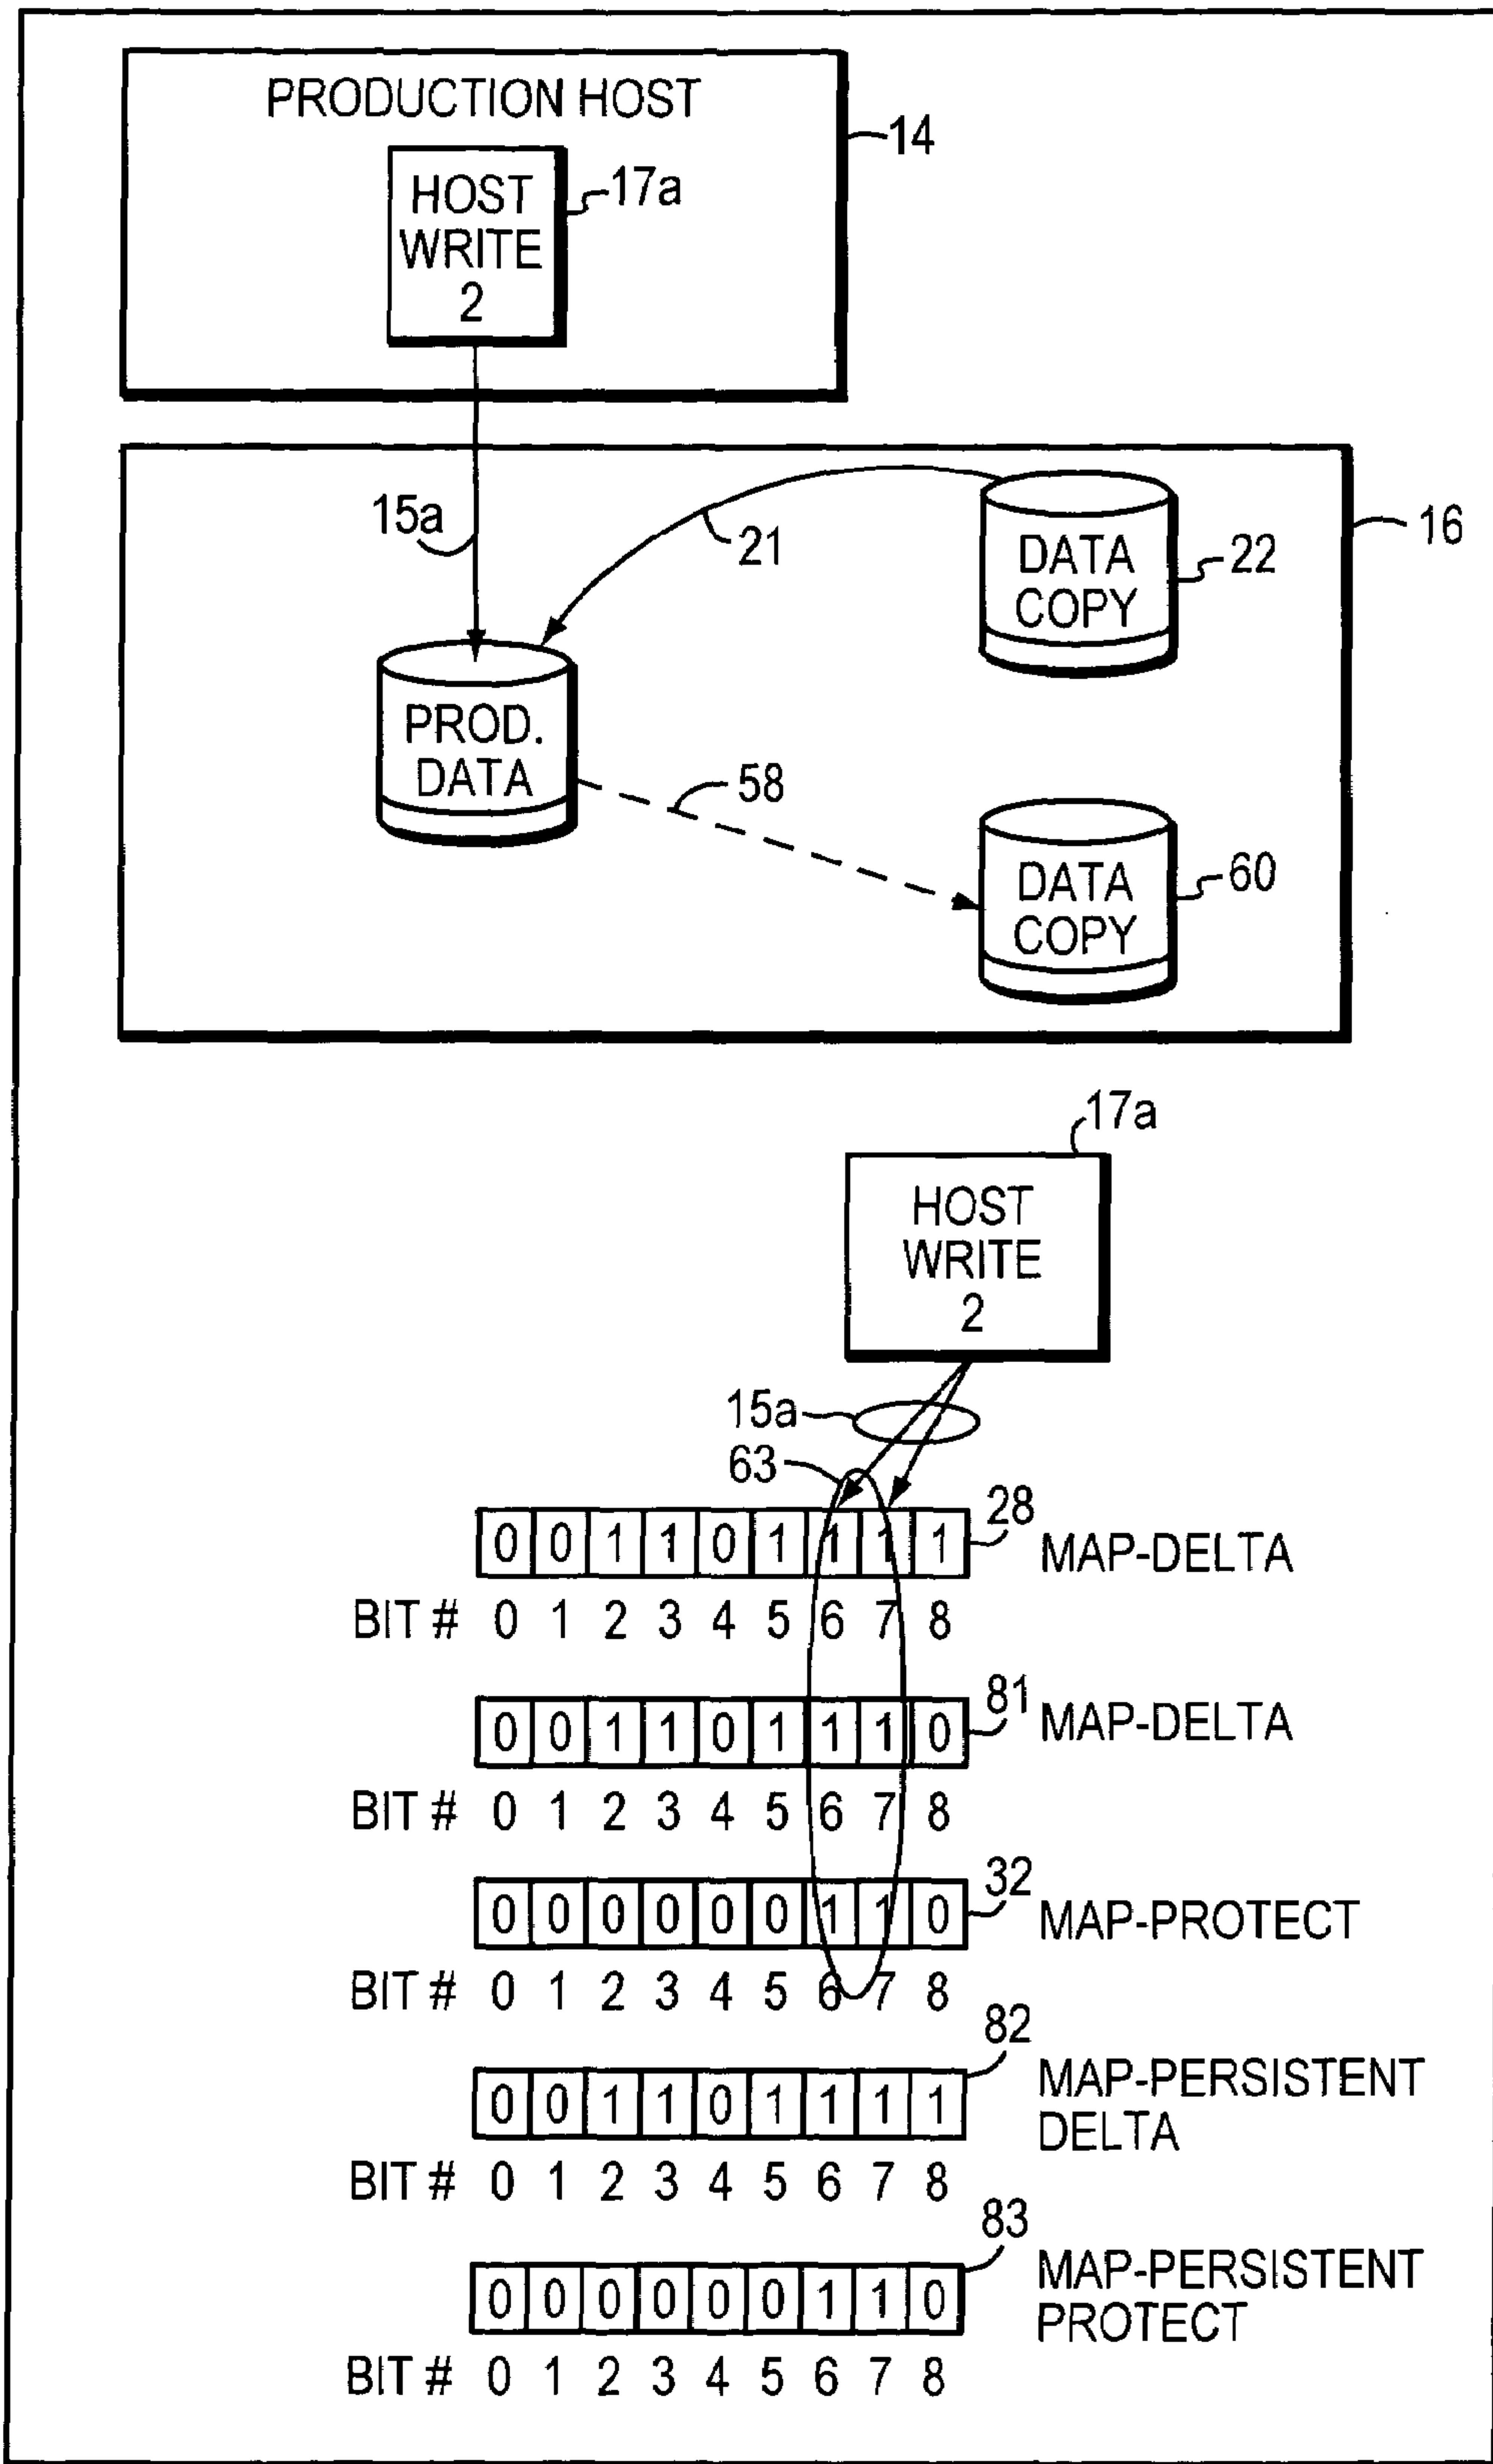 PRODUCTION HOST
14
HOST
WRITE
2
17a
15a
21
DATA
COPY
22
16
PROD.
DATA
58
DATA
COPY
60
17a
HOST
WRITE
2
15a
63
28
0 0 1 1 0 1 1 1 1 MAP-DELTA
BIT # 0 1 2 3 4 5 6 7 8
81
0 0 1 1 0 1 1 1 0 MAP-DELTA
BIT # 0 1 2 3 4 5 6 7 8
32
0 0 0 0 0 0 1 1 0 MAP-PROTECT
BIT # 0 1 2 3 4 5 6 7 8
82
0 0 1 1 0 1 1 1 1 MAP-PERSISTENT
DELTA
BIT # 0 1 2 3 4 5 6 7 8
83
0 0 0 0 0 0 1 1 0 MAP-PERSISTENT
PROTECT
BIT # 0 1 2 3 4 5 6 7 8